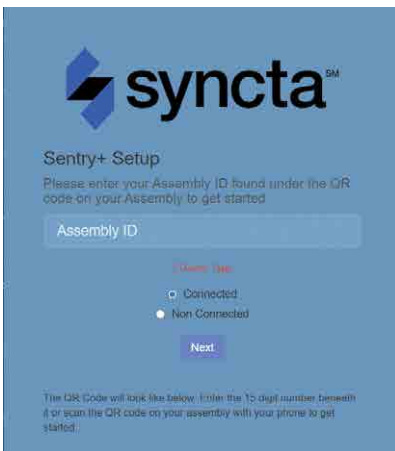 syncta SM
Sentry+ Setup
Please enter your Assembly ID found under the QR
code on your Assembly to get started
Assembly ID
Connected
Non Connected
Next
The QR Code will look like below. Enter the 15 digit number beneath
it or scan the QR code on your assembly with your phone to get
started.